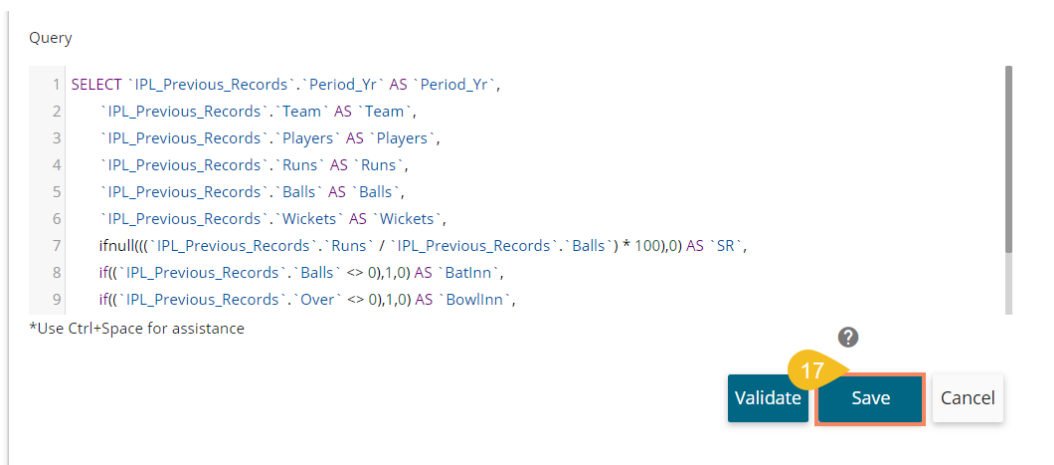 Query
1 SELECT `IPL_Previous_Records`.`Period_Yr` AS `Period_Yr`,
2 `IPL_Previous_Records`.`Team` AS `Team`,
3 `IPL_Previous_Records`.`Players` AS `Players`,
4 `IPL_Previous_Records`.`Runs` AS `Runs`,
5 `IPL_Previous_Records`.`Balls` AS `Balls`,
6 `IPL_Previous_Records`.`Wickets` AS `Wickets`,
7 ifnull(((`IPL_Previous_Records`.`Runs` / `IPL_Previous_Records`.`Balls`) * 100),0) AS `SR`,
8 if((`IPL_Previous_Records`.`Balls` <> 0),1,0) AS `BatInn`,
9 if((`IPL_Previous_Records`.`Over` <> 0),1,0) AS `BowlInn`,
*Use Ctrl+Space for assistance
?
17
Validate Save Cancel